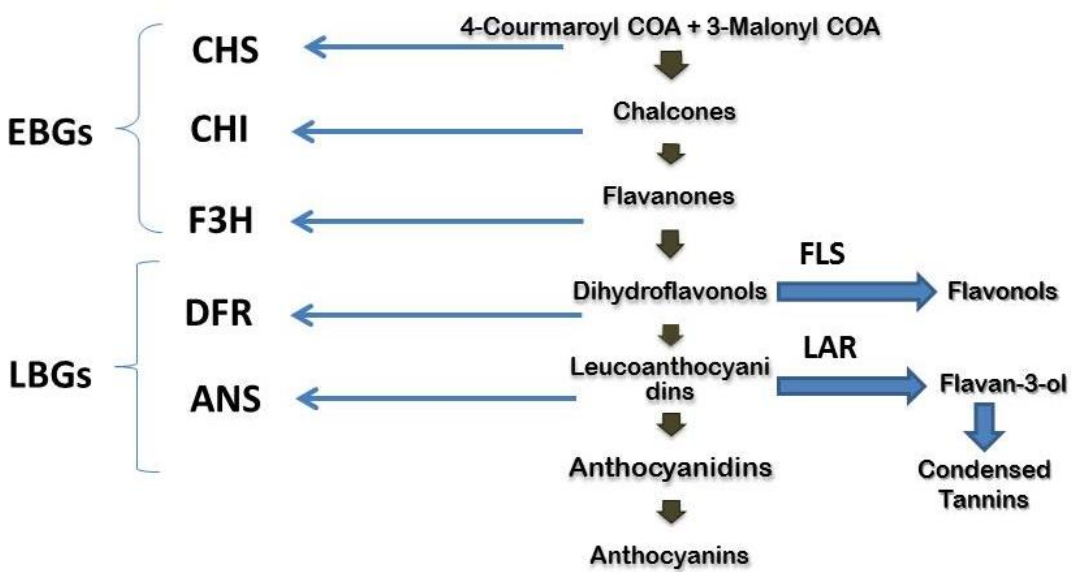 4-Courmaroyl COA + 3-Malonyl COA
CHS
Chalcones
EBGs
CHI
Flavanones
F3H
FLS
Dihydroflavonols
Flavonols
DFR
LAR
LBGs
Leucoanthocyani
dins
Flavan-3-ol
ANS
Anthocyanidins
Condensed
Tannins
Anthocyanins